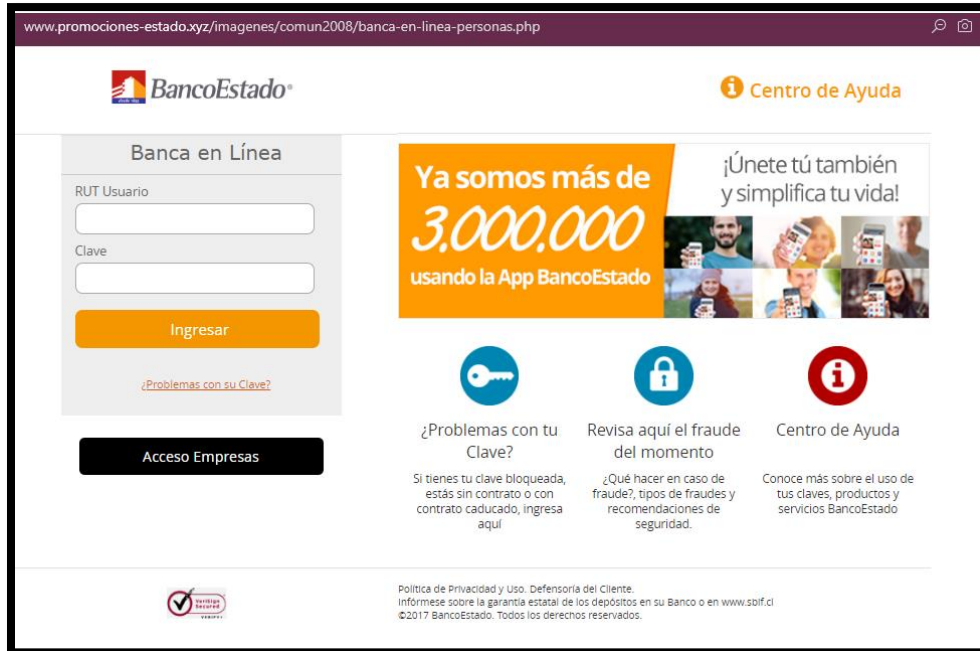 www.promociones-estado.xyz/imagenes/comun2008/banca-en-linea-personas.php
BancoEstado®
Centro de Ayuda
Banca en Línea
RUT Usuario
Clave
Ingresar
¿Problemas con su Clave?
Acceso Empresas
Ya somos más de
3.000.000
usando la App BancoEstado
¡Únete tú también
y simplifica tu vida!
¿Problemas con tu
Clave?
Si tienes tu clave bloqueada,
estás sin contrato o con
contrato caducado, ingresa
aquí
Revisa aquí el fraude
del momento
¿Qué hacer en caso de
fraude?, tipos de fraudes y
recomendaciones de
seguridad.
Centro de Ayuda
Conoce más sobre el uso de
tus claves, productos y
servicios BancoEstado
VeriSign
Secured
VERIFY
Política de Privacidad y Uso. Defensoría del Cliente.
Infórmese sobre la garantía estatal de los depósitos en su Banco o en www.sbif.cl
©2017 BancoEstado. Todos los derechos reservados.